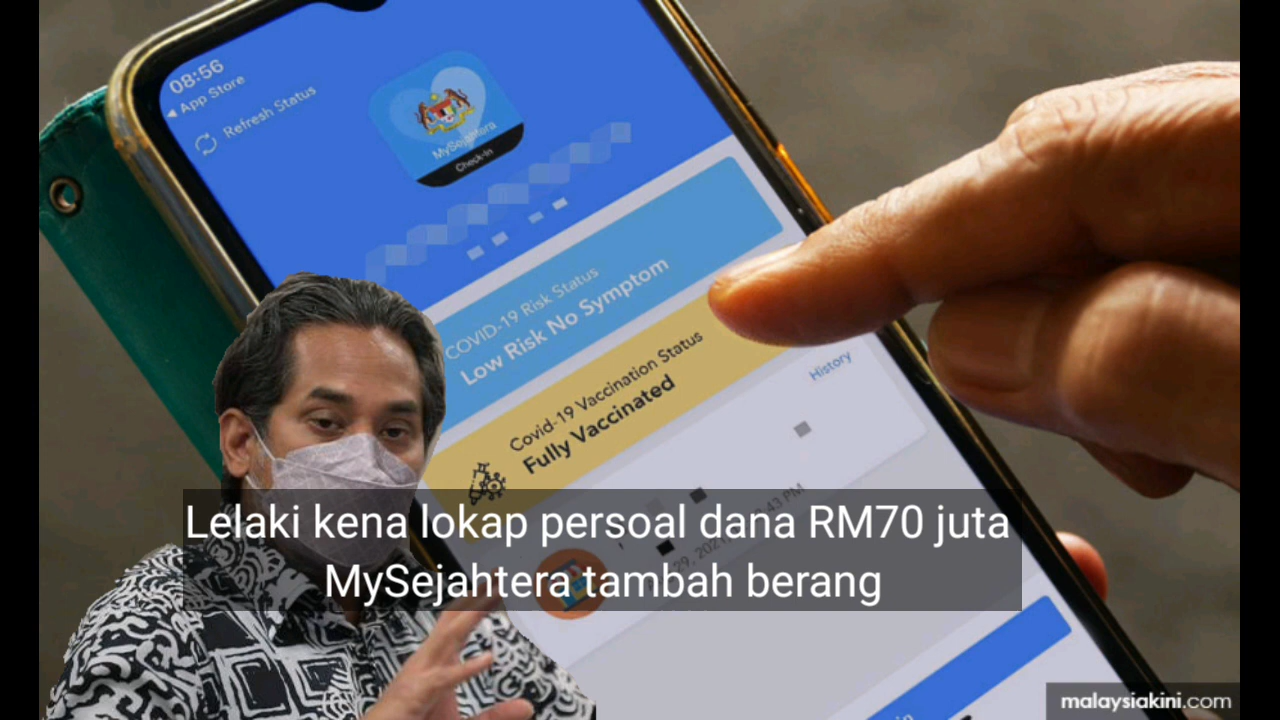 08:56
App Store
Refresh Status
MySejahtera
Check-In
COVID-19 Risk Status
Low Risk No Symptom
Covid-19 Vaccination Status
Fully Vaccinated
History
Lelaki kena lokap persoal dana RM70 juta
MySejahtera tambah berang
malaysiakini.com